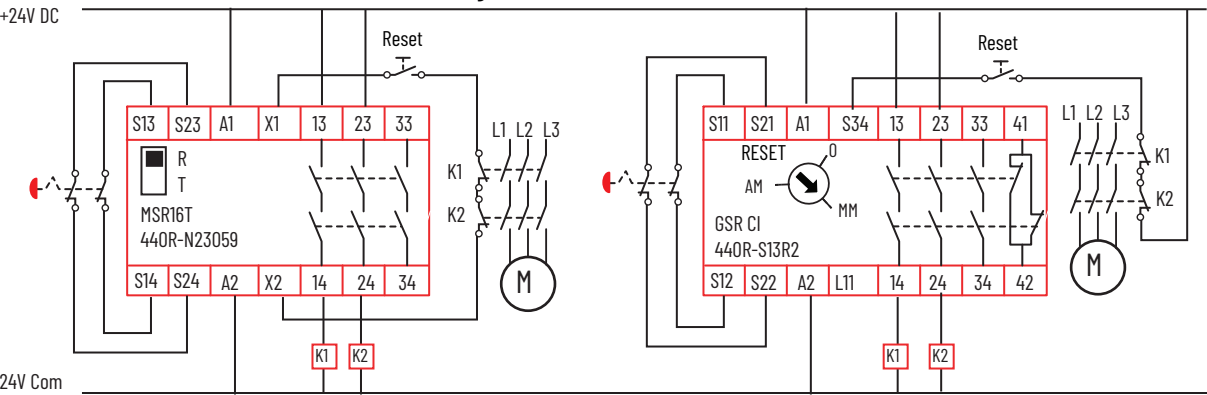 +24V DC
Reset
S13 S23 A1 X1 13 23 33
R
T
MSR16T
440R-N23059
S14 S24 A2 X2 14 24 34
L1 L2 L3
K1
K2
M
K1 K2
Reset
S11 S21 A1 S34 13 23 33 41
RESET
0
AM
MM
GSR CI
440R-S13R2
S12 S22 A2 L11 14 24 34 42
L1 L2 L3
K1
K2
M
K1 K2
24V Com